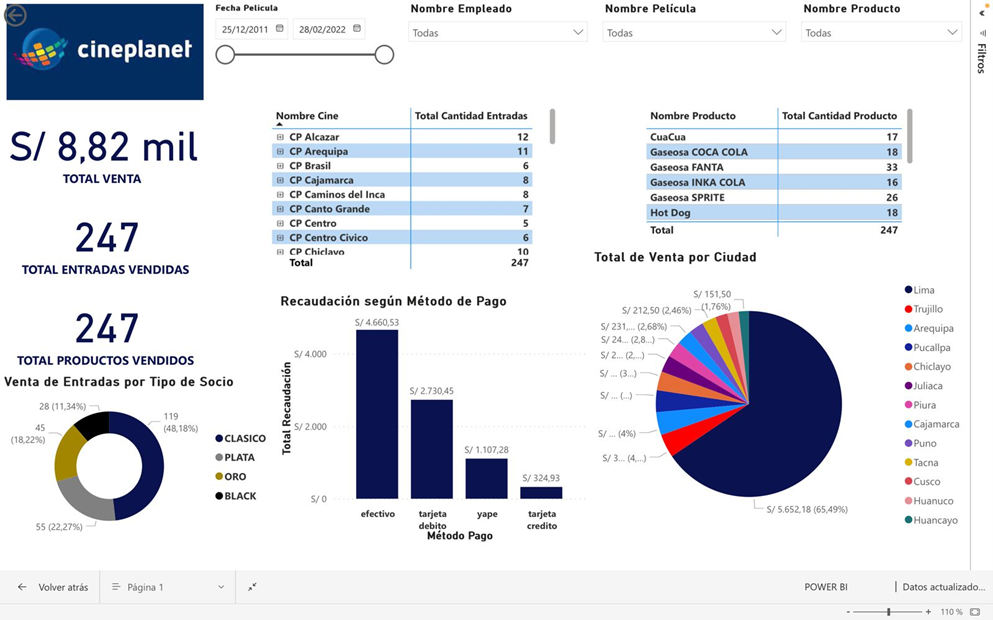 cineplanet
Fecha Pelicula
25/12/2011
28/02/2022
Nombre Empleado
Todas
Nombre Película
Todas
Nombre Producto
Todas
Filtros
S/ 8,82 mil
TOTAL VENTA
247
TOTAL ENTRADAS VENDIDAS
247
TOTAL PRODUCTOS VENDIDOS
Nombre Cine Total Cantidad Entradas
CP Alcazar 12
CP Arequipa 11
CP Brasil 6
CP Cajamarca 8
CP Caminos del Inca 8
CP Canto Grande 7
CP Centro 5
CP Centro Civico 6
CP Chiclayo 10
Total 247
Nombre Producto Total Cantidad Producto
CuaCua 17
Gaseosa COCA COLA 18
Gaseosa FANTA 33
Gaseosa INKA COLA 16
Gaseosa SPRITE 26
Hot Dog 18
Total 247
Venta de Entradas por Tipo de Socio
28 (11,34%)
119
(48,18%)
45
(18,22%)
55 (22,27%)
CLASICO
PLATA
ORO
BLACK
Recaudación según Método de Pago
Total Recaudación
S/ 4.000
S/ 2.000
S/ 0
S/ 4.660,53
S/ 2.730,45
S/ 1.107,28
S/ 324,93
efectivo
tarjeta
debito
yape
tarjeta
credito
Método Pago
Total de Venta por Ciudad
S/ 151,50
(1,76%)
S/ 212,50 (2,46%)
S/ 231,... (2,68%)
S/ 24... (2,8...)
S/ 2... (2,...)
S/ ... (3...)
S/ ... (...)
S/ ... (4%)
S/ 3... (4,...)
S/ 5.652,18 (65,49%)
Lima
Trujillo
Arequipa
Pucallpa
Chiclayo
Juliaca
Piura
Cajamarca
Puno
Tacna
Cusco
Huanuco
Huancayo
Volver atrás
Página 1
POWER BI
Datos actualizado...
- + 110 %